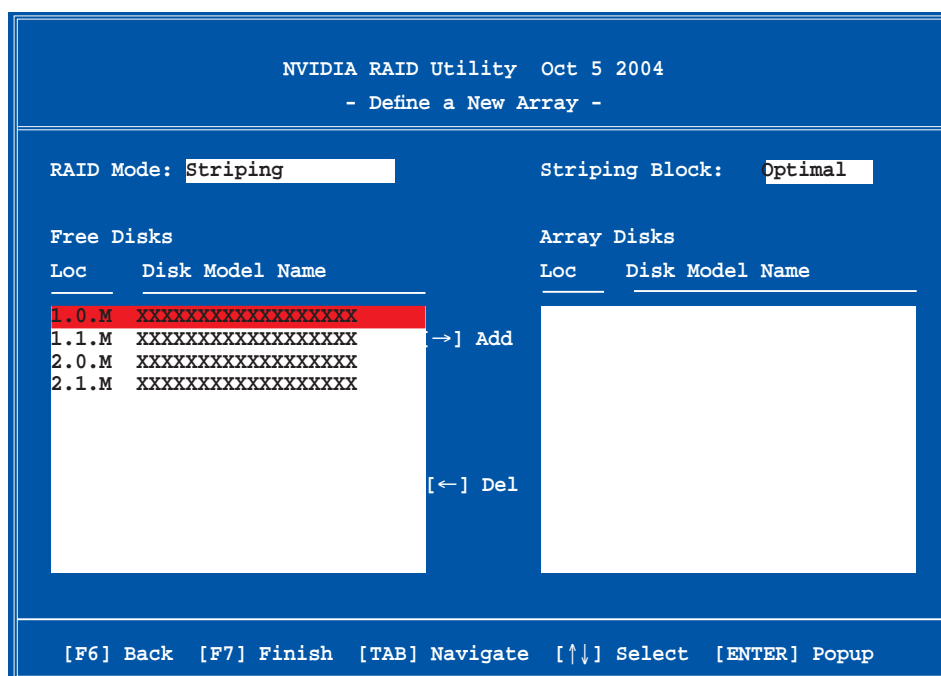 NVIDIA RAID Utility Oct 5 2004
- Define a New Array -
RAID Mode: Striping Striping Block: Optimal
Free Disks Array Disks
Loc Disk Model Name Loc Disk Model Name
1.0.M XXXXXXXXXXXXXXXXXX
1.1.M XXXXXXXXXXXXXXXXXX [→] Add
2.0.M XXXXXXXXXXXXXXXXXX
2.1.M XXXXXXXXXXXXXXXXXX
[←] Del
[F6] Back [F7] Finish [TAB] Navigate [↑↓] Select [ENTER] Popup